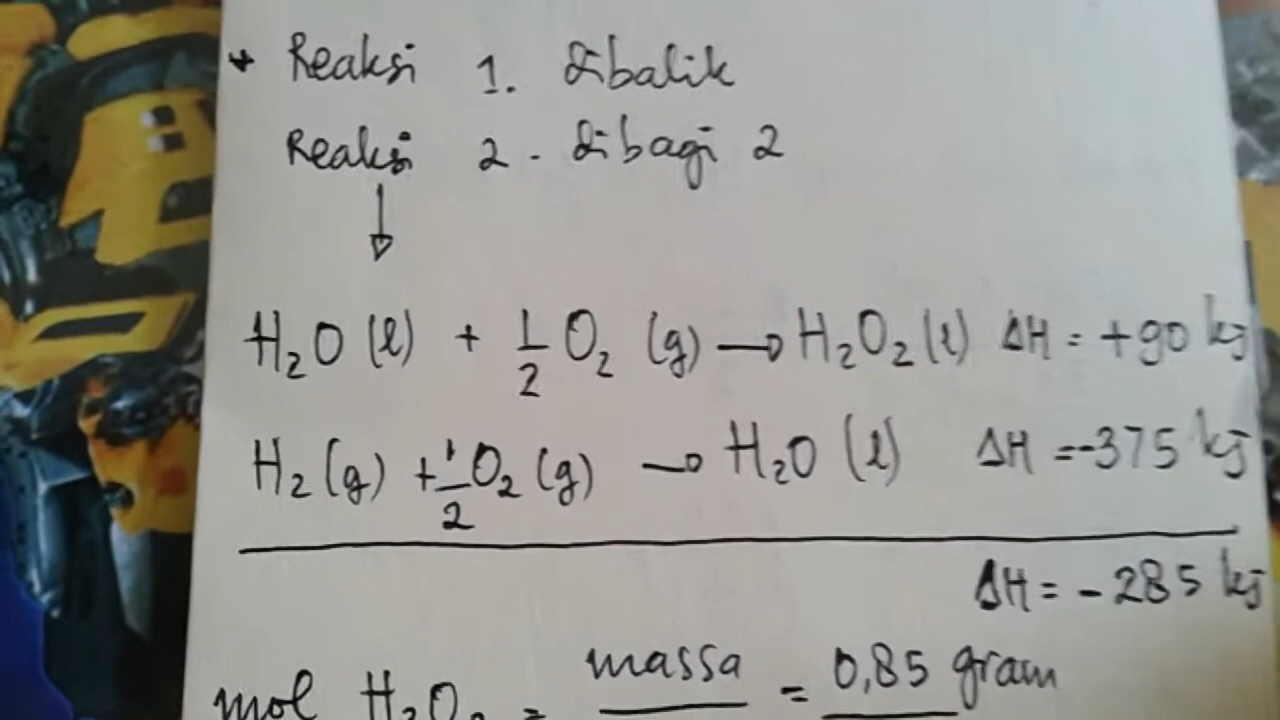 * Reaksi 1. dibalik
Reaksi 2. dibagi 2
↓
H₂O (l) + 1/2 O₂ (g) → H₂O₂ (l) ΔH = +90 kj
H₂ (g) + 1/2 O₂ (g) → H₂O (l) ΔH = -375 kj
ΔH = - 285 kj
mol H₂O₂ = massa = 0,85 gram